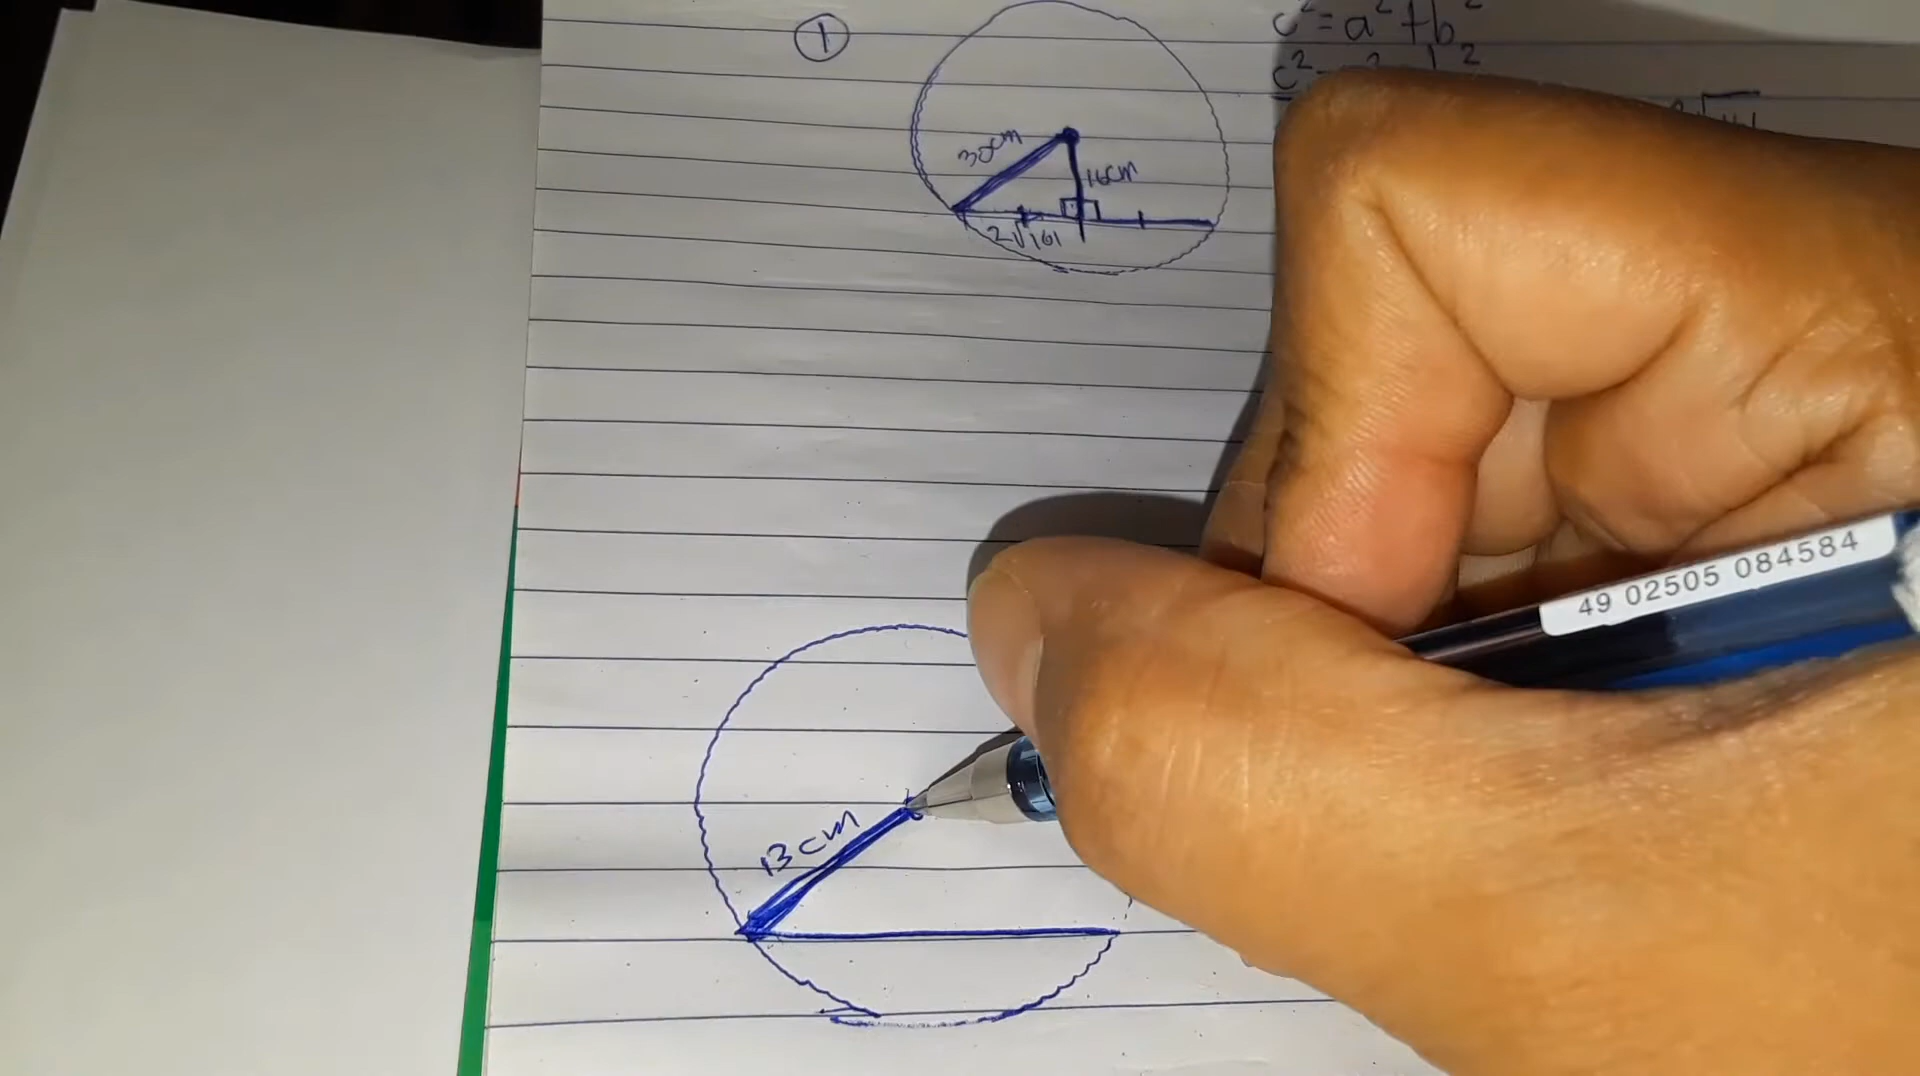 1
c² = a² + b²
30cm
16cm
2√161
13cm
49 02505 084584